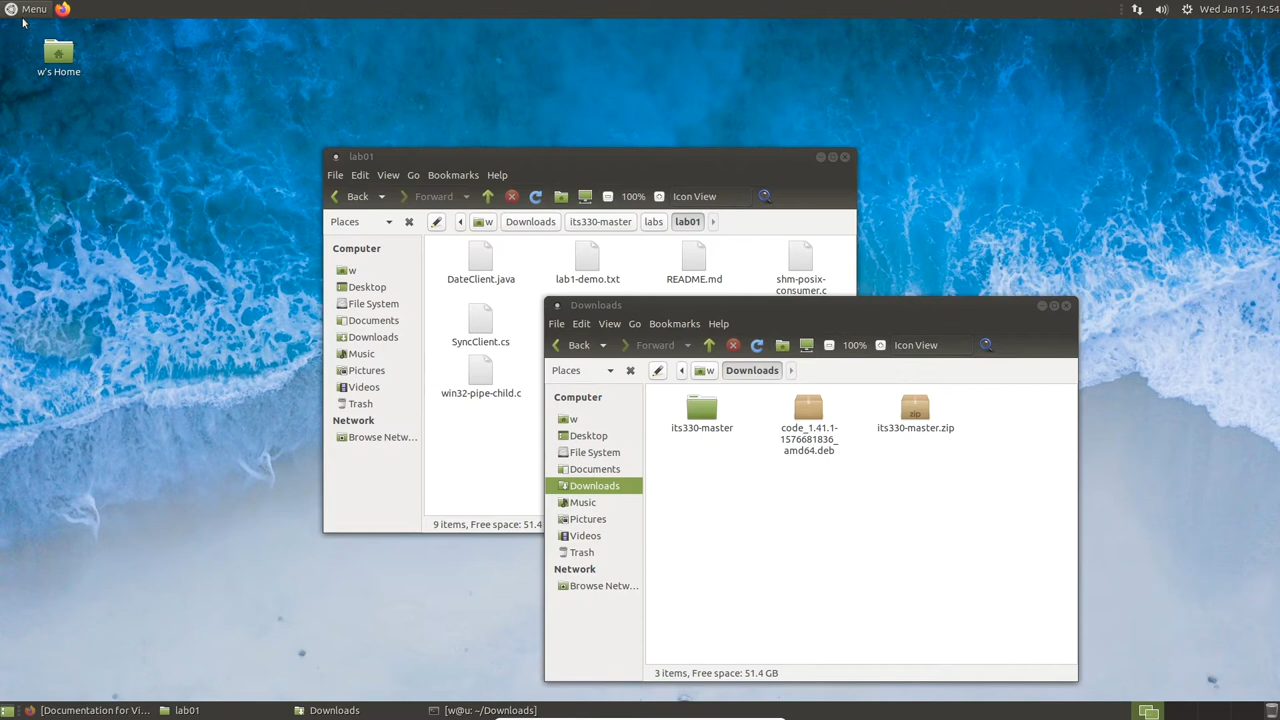 Menu
Wed Jan 15, 14:54
w's Home
lab01
File Edit View Go Bookmarks Help
Back Forward 100% Icon View
Places w Downloads its330-master labs lab01
Computer
w
Desktop
File System
Documents
Downloads
Music
Pictures
Videos
Trash
Network
Browse Netw...
DateClient.java
lab1-demo.txt
README.md
shm-posix-
consumer.c
SyncClient.cs
win32-pipe-child.c
9 items, Free space: 51.4
Downloads
File Edit View Go Bookmarks Help
Back Forward 100% Icon View
Places w Downloads
Computer
w
Desktop
File System
Documents
Downloads
Music
Pictures
Videos
Trash
Network
Browse Netw...
its330-master
code_1.41.1-
1576681836_
amd64.deb
zip
its330-master.zip
3 items, Free space: 51.4 GB
[Documentation for Vi... lab01 Downloads [w@u: ~/Downloads]